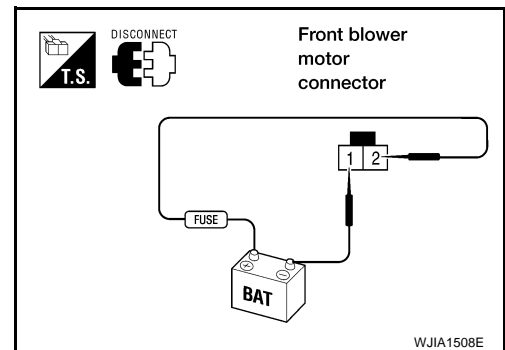 DISCONNECT
T.S.
Front blower
motor
connector
1 2
FUSE
+ −
BAT
WJIA1508E